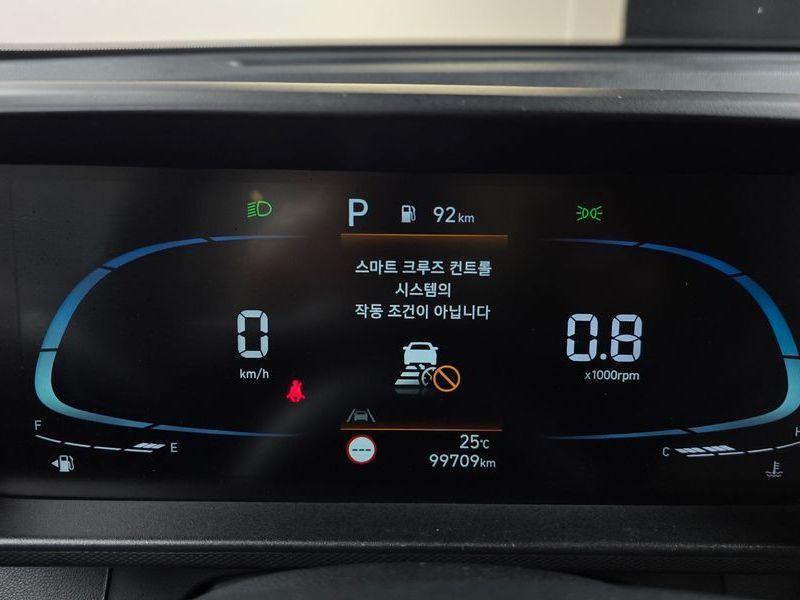 P 92km
스마트 크루즈 컨트롤
시스템의
작동 조건이 아닙니다
0
km/h
0.8
x1000rpm
F E
C H
25℃
99709km